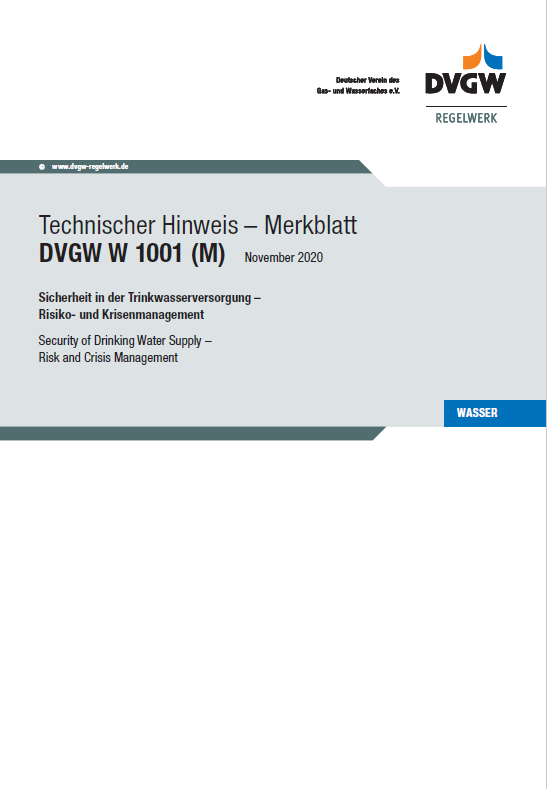 Deutscher Verein des
Gas- und Wasserfaches e.V.
DVGW
REGELWERK
www.dvgw-regelwerk.de
Technischer Hinweis – Merkblatt
DVGW W 1001 (M) November 2020
Sicherheit in der Trinkwasserversorgung –
Risiko- und Krisenmanagement
Security of Drinking Water Supply –
Risk and Crisis Management
WASSER